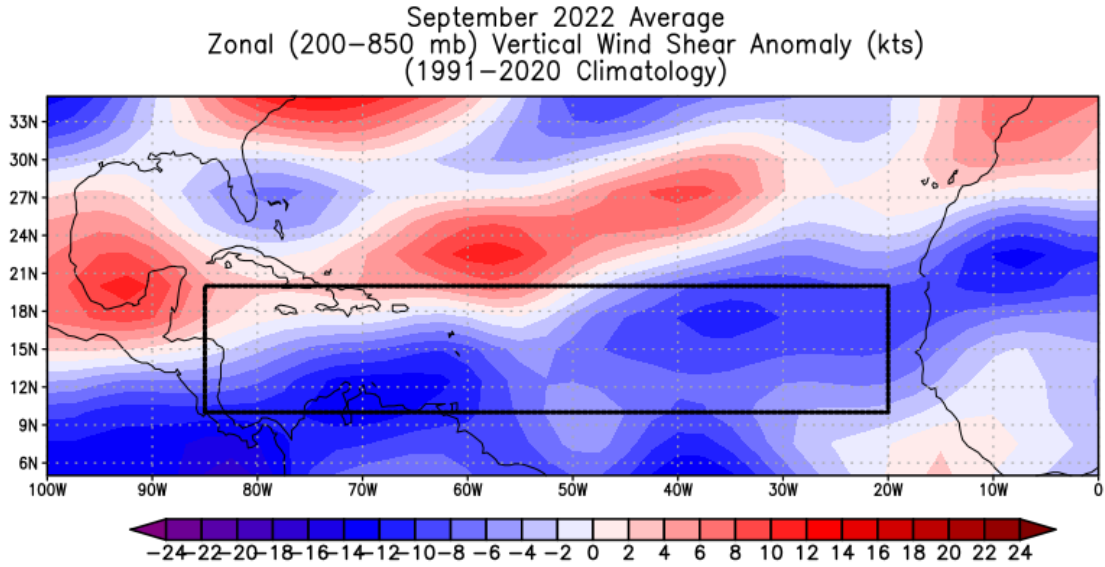 September 2022 Average
Zonal (200-850 mb) Vertical Wind Shear Anomaly (kts)
(1991-2020 Climatology)
33N
30N
27N
24N
21N
18N
15N
12N
9N
6N
100W 90W 80W 70W 60W 50W 40W 30W 20W 10W 0
-24 -22 -20 -18 -16 -14 -12 -10 -8 -6 -4 -2 0 2 4 6 8 10 12 14 16 18 20 22 24